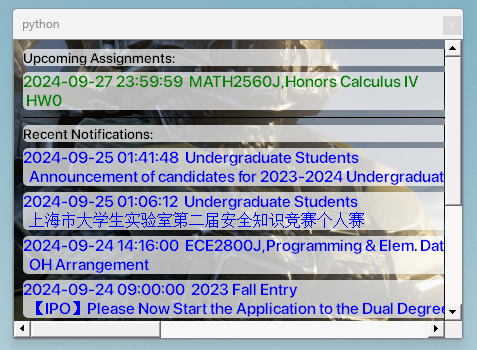 python
Upcoming Assignments:
2024-09-27 23:59:59 MATH2560J,Honors Calculus IV
HW0
Recent Notifications:
2024-09-25 01:41:48 Undergraduate Students
Announcement of candidates for 2023-2024 Undergraduat
2024-09-25 01:06:12 Undergraduate Students
上海市大学生实验室第二届安全知识竞赛个人赛
2024-09-24 14:16:00 ECE2800J,Programming & Elem. Dat
OH Arrangement
2024-09-24 09:00:00 2023 Fall Entry
【IPO】Please Now Start the Application to the Dual Degree